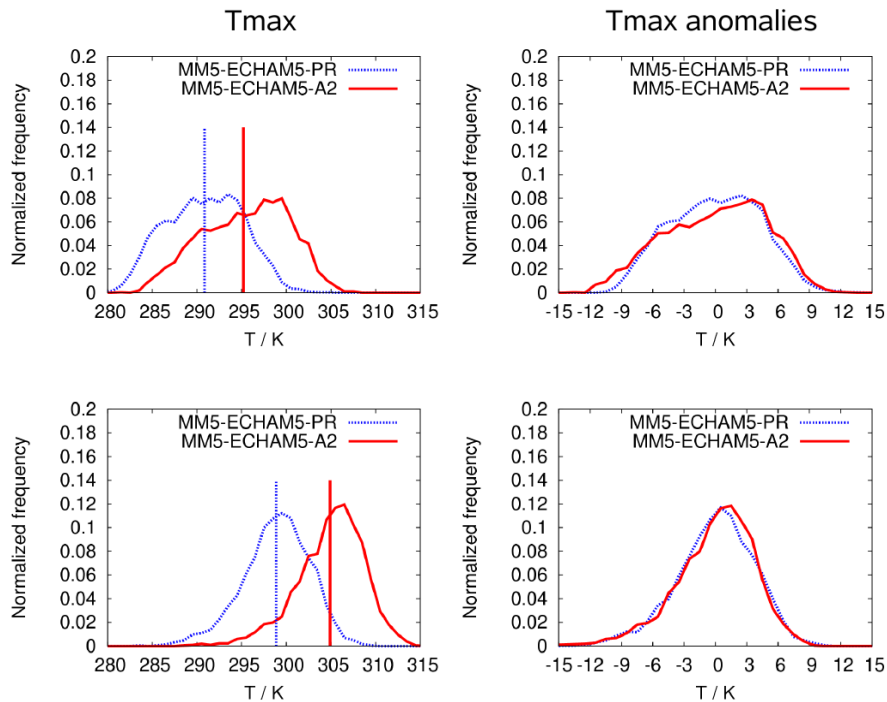 Tmax
Tmax anomalies
Normalized frequency
0.2
0.18
0.16
0.14
0.12
0.1
0.08
0.06
0.04
0.02
0
MM5-ECHAM5-PR
MM5-ECHAM5-A2
280 285 290 295 300 305 310 315
T / K
Normalized frequency
0.2
0.18
0.16
0.14
0.12
0.1
0.08
0.06
0.04
0.02
0
MM5-ECHAM5-PR
MM5-ECHAM5-A2
-15 -12 -9 -6 -3 0 3 6 9 12 15
T / K
Normalized frequency
0.2
0.18
0.16
0.14
0.12
0.1
0.08
0.06
0.04
0.02
0
MM5-ECHAM5-PR
MM5-ECHAM5-A2
280 285 290 295 300 305 310 315
T / K
Normalized frequency
0.2
0.18
0.16
0.14
0.12
0.1
0.08
0.06
0.04
0.02
0
MM5-ECHAM5-PR
MM5-ECHAM5-A2
-15 -12 -9 -6 -3 0 3 6 9 12 15
T / K